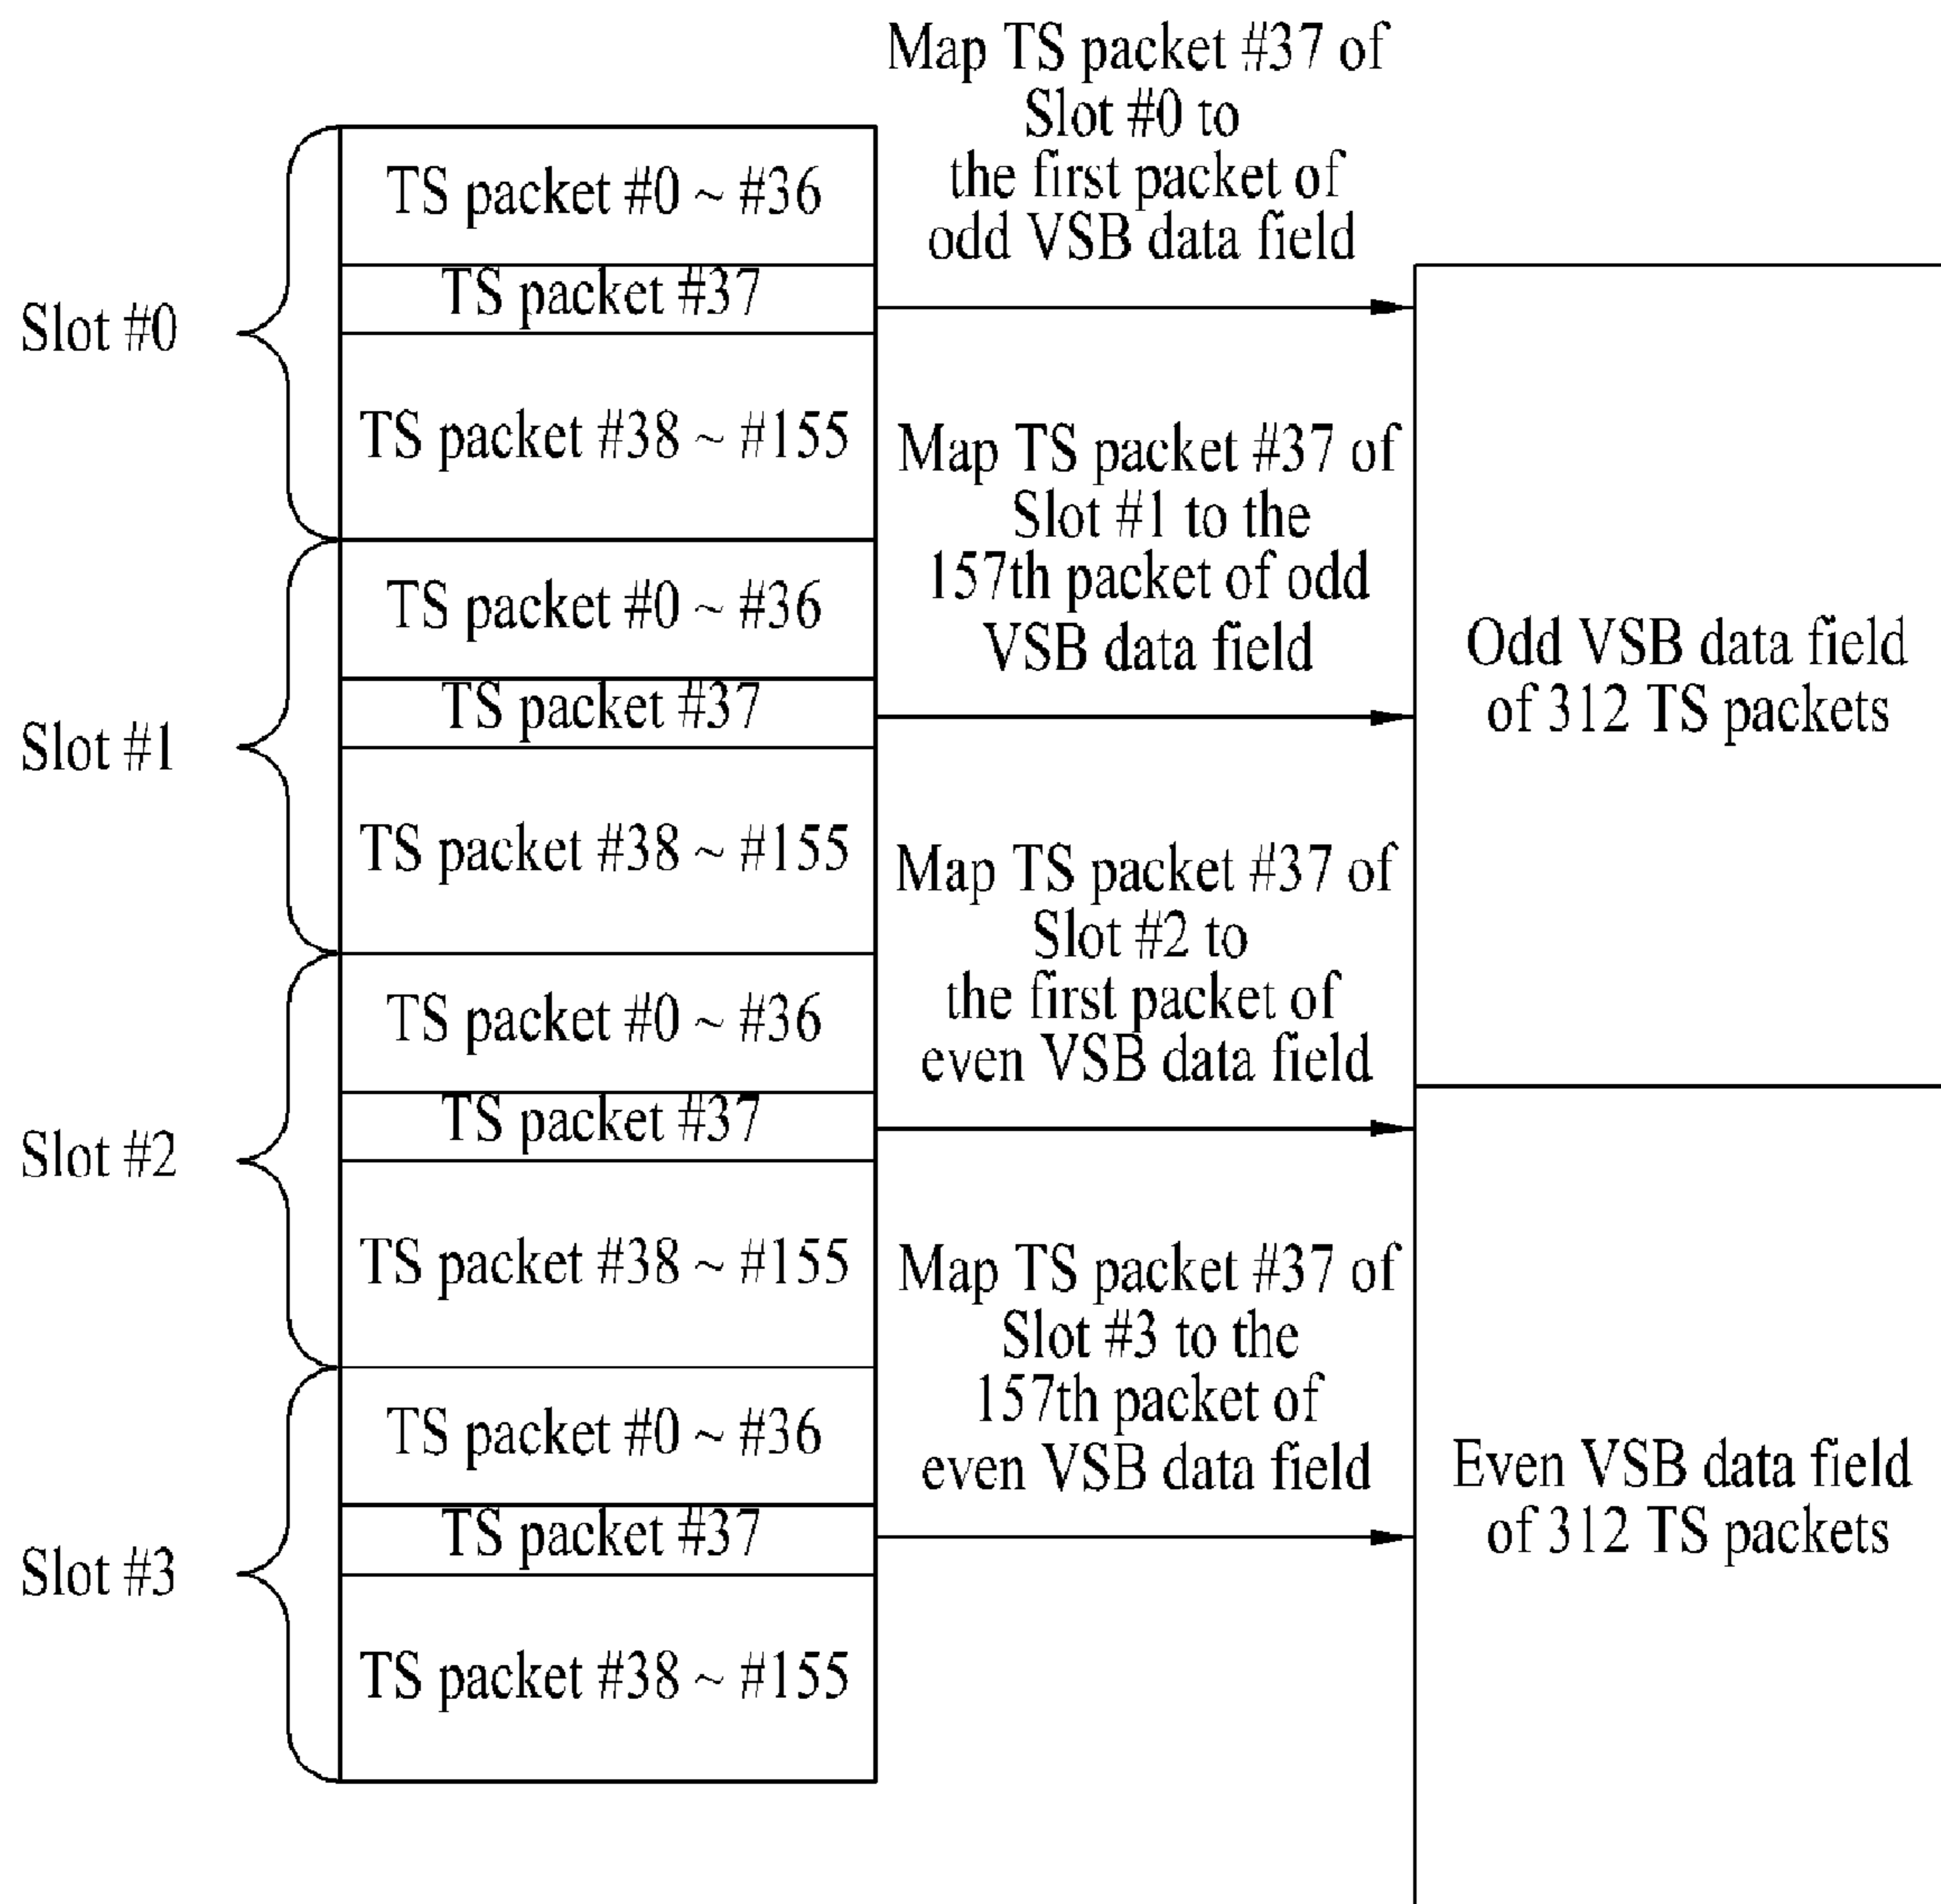 Map TS packet #37 of
Slot #0 to
the first packet of
odd VSB data field
Slot #0
TS packet #0 ~ #36
TS packet #37
TS packet #38 ~ #155
Map TS packet #37 of
Slot #1 to the
157th packet of odd
VSB data field
Slot #1
TS packet #0 ~ #36
TS packet #37
TS packet #38 ~ #155
Odd VSB data field
of 312 TS packets
Map TS packet #37 of
Slot #2 to
the first packet of
even VSB data field
Slot #2
TS packet #0 ~ #36
TS packet #37
TS packet #38 ~ #155
Map TS packet #37 of
Slot #3 to the
157th packet of
even VSB data field
Slot #3
TS packet #0 ~ #36
TS packet #37
TS packet #38 ~ #155
Even VSB data field
of 312 TS packets